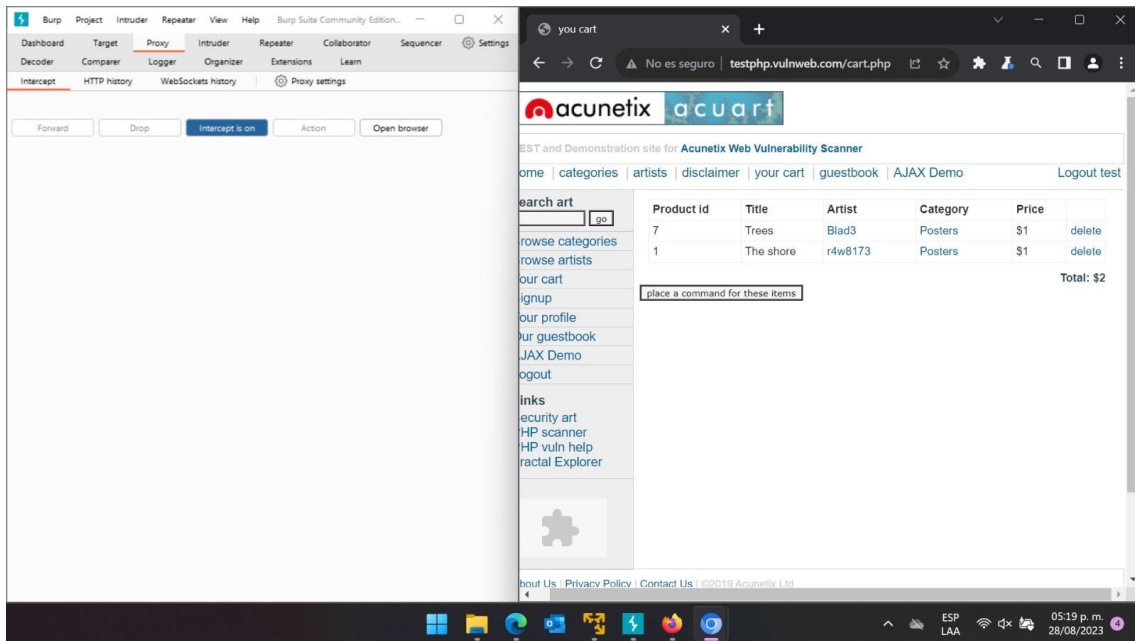 Burp Project Intruder Repeater View Help Burp Suite Community Edition...
Dashboard Target Proxy Intruder Repeater Collaborator Sequencer Settings
Decoder Comparer Logger Organizer Extensions Learn
Intercept HTTP history WebSockets history Proxy settings
Forward Drop Intercept is on Action Open browser
you cart
No es seguro testphp.vulnweb.com/cart.php
acunetix acuart
EST and Demonstration site for Acunetix Web Vulnerability Scanner
ome | categories | artists | disclaimer | your cart | guestbook | AJAX Demo Logout test
earch art
go
rowse categories
rowse artists
our cart
ignup
our profile
ur guestbook
JAX Demo
ogout
inks
ecurity art
HP scanner
HP vuln help
ractal Explorer
Product id Title Artist Category Price
7 Trees Blad3 Posters $1 delete
1 The shore r4w8173 Posters $1 delete
Total: $2
place a command for these items
bout Us | Privacy Policy | Contact Us | ©2019 Acunetix Ltd
ESP
LAA
05:19 p. m.
28/08/2023
4